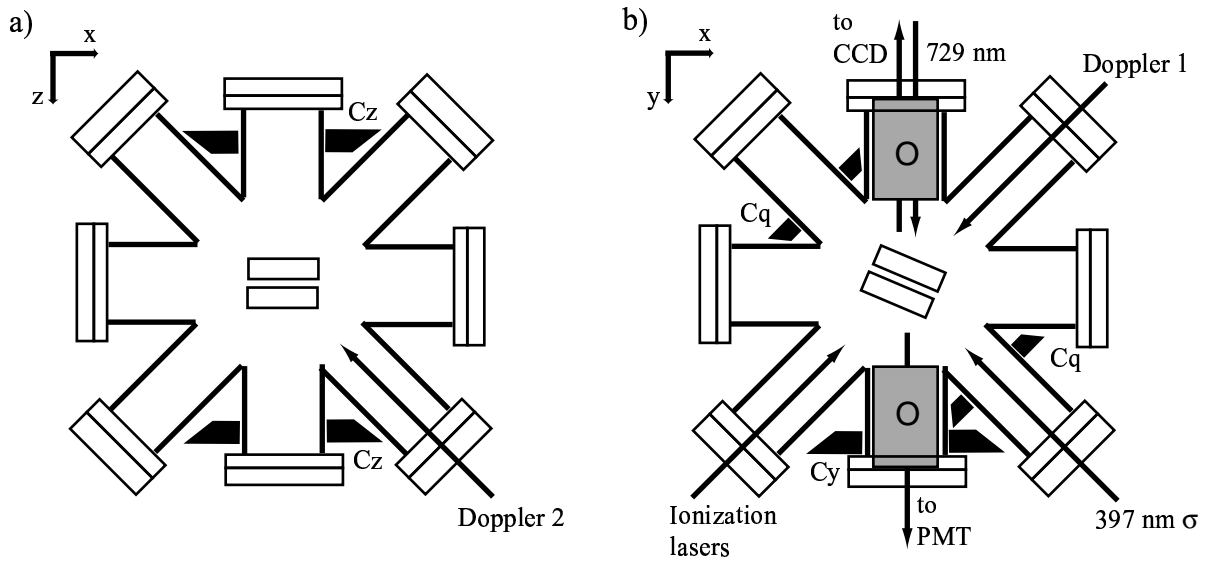 a)
x
z
Cz
Cz
Doppler 2
b)
x
y
to
CCD
729 nm
Doppler 1
O
Cq
Cq
O
Cy
Ionization
lasers
to
PMT
397 nm σ